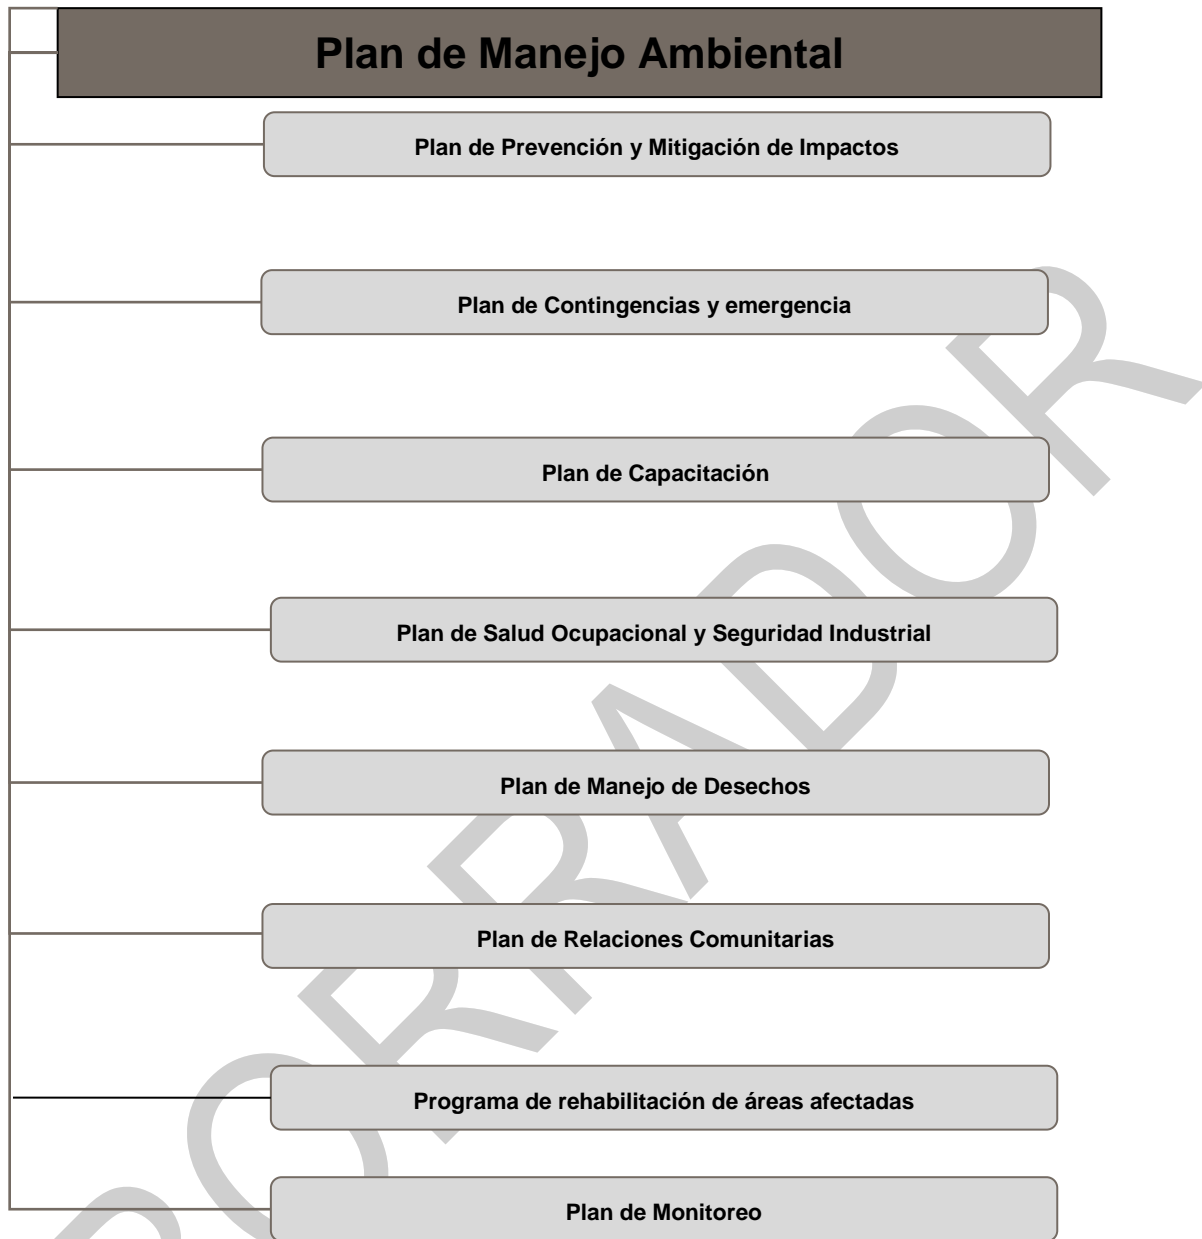 Plan de Manejo Ambiental
Plan de Prevención y Mitigación de Impactos
Plan de Contingencias y emergencia
Plan de Capacitación
Plan de Salud Ocupacional y Seguridad Industrial
Plan de Manejo de Desechos
Plan de Relaciones Comunitarias
Programa de rehabilitación de áreas afectadas
Plan de Monitoreo
BORRADOR